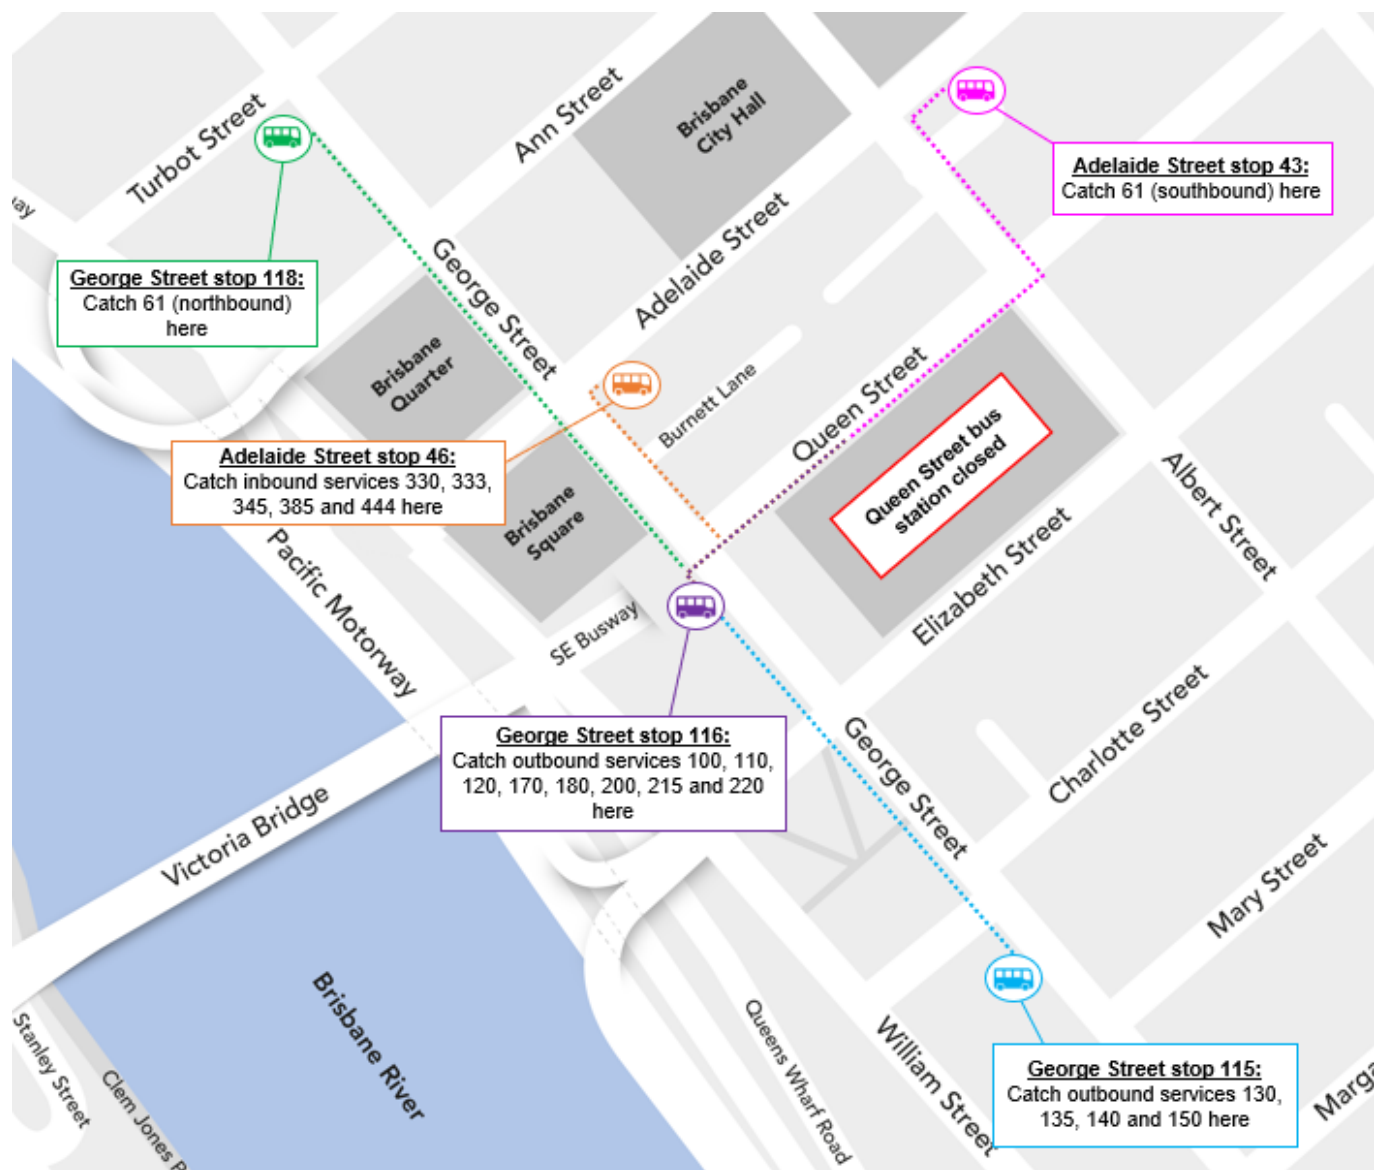 Turbot Street
Ann Street
Brisbane
City Hall
Adelaide Street stop 43:
Catch 61 (southbound) here
George Street stop 118:
Catch 61 (northbound)
here
George Street
Adelaide Street
Brisbane
Quarter
Burnett Lane
Queen Street
Queen Street bus
station closed
Adelaide Street stop 46:
Catch inbound services 330, 333,
345, 385 and 444 here
Brisbane
Square
Albert Street
Elizabeth Street
Pacific Motorway
SE Busway
George Street stop 116:
Catch outbound services 100, 110,
120, 170, 180, 200, 215 and 220
here
George Street
Charlotte Street
Victoria Bridge
Mary Street
Brisbane River
Queens Wharf Road
William Street
George Street stop 115:
Catch outbound services 130,
135, 140 and 150 here
Stanley Street
Clem Jones P
Marga